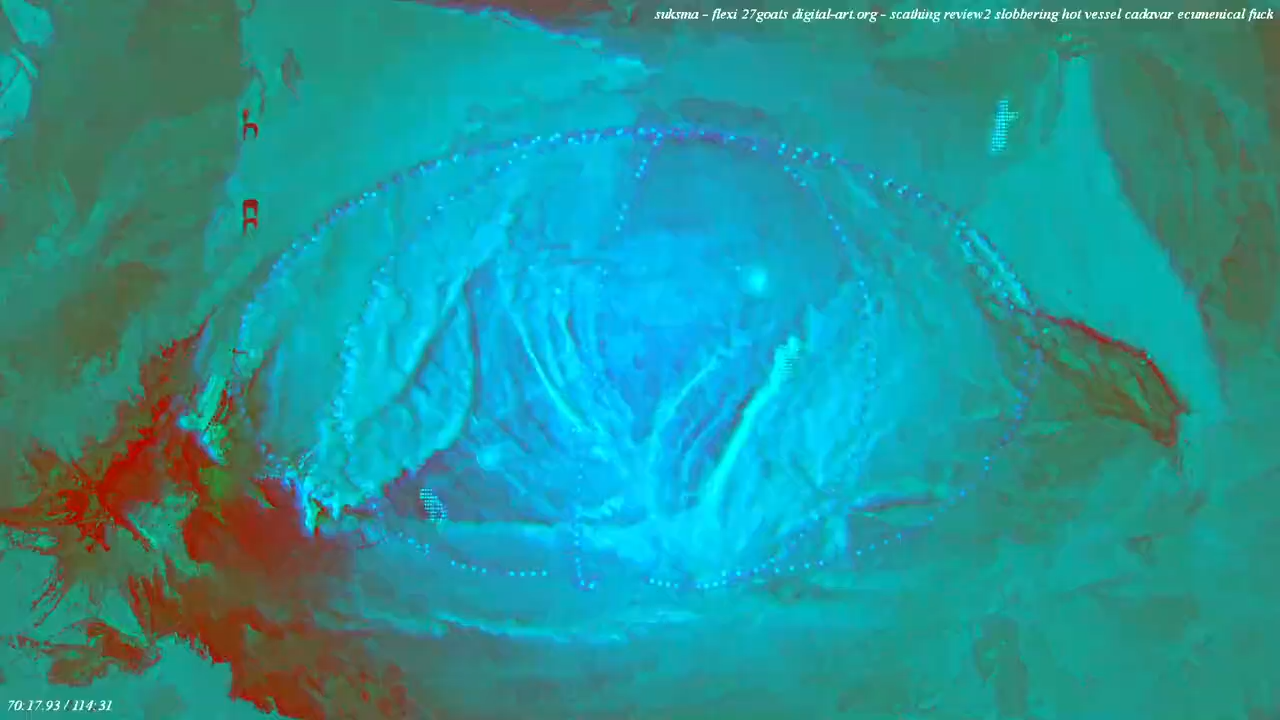 suksma - flexi 27goats digital-art.org - scathing review2 slobbering hot vessel cadavar ecumenical fuck
70:17.93 / 114:31